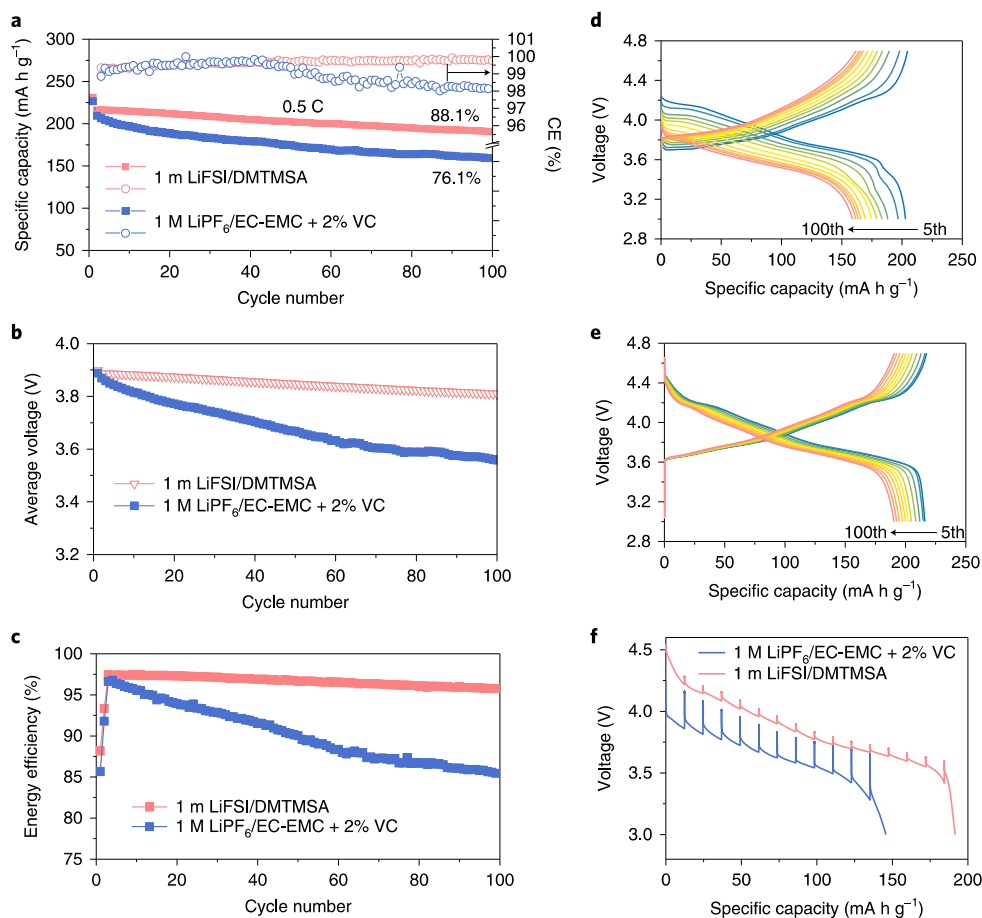 a
Specific capacity (mA h g⁻¹)
300
250
200
150
100
50
0.5 C
88.1%
76.1%
1 m LiFSI/DMTMSA
1 M LiPF₆/EC-EMC + 2% VC
101
100
99
98
97
96
CE (%)
0 20 40 60 80 100
Cycle number
b
Average voltage (V)
4.0
3.8
3.6
3.4
3.2
1 m LiFSI/DMTMSA
1 M LiPF₆/EC-EMC + 2% VC
0 20 40 60 80 100
Cycle number
c
Energy efficiency (%)
100
95
90
85
80
75
1 m LiFSI/DMTMSA
1 M LiPF₆/EC-EMC + 2% VC
0 20 40 60 80 100
Cycle number
d
Voltage (V)
4.8
4.4
4.0
3.6
3.2
2.8
100th 5th
0 50 100 150 200 250
Specific capacity (mA h g⁻¹)
e
Voltage (V)
4.8
4.4
4.0
3.6
3.2
2.8
100th 5th
0 50 100 150 200 250
Specific capacity (mA h g⁻¹)
f
Voltage (V)
4.5
4.0
3.5
3.0
1 M LiPF₆/EC-EMC + 2% VC
1 m LiFSI/DMTMSA
0 50 100 150 200
Specific capacity (mA h g⁻¹)